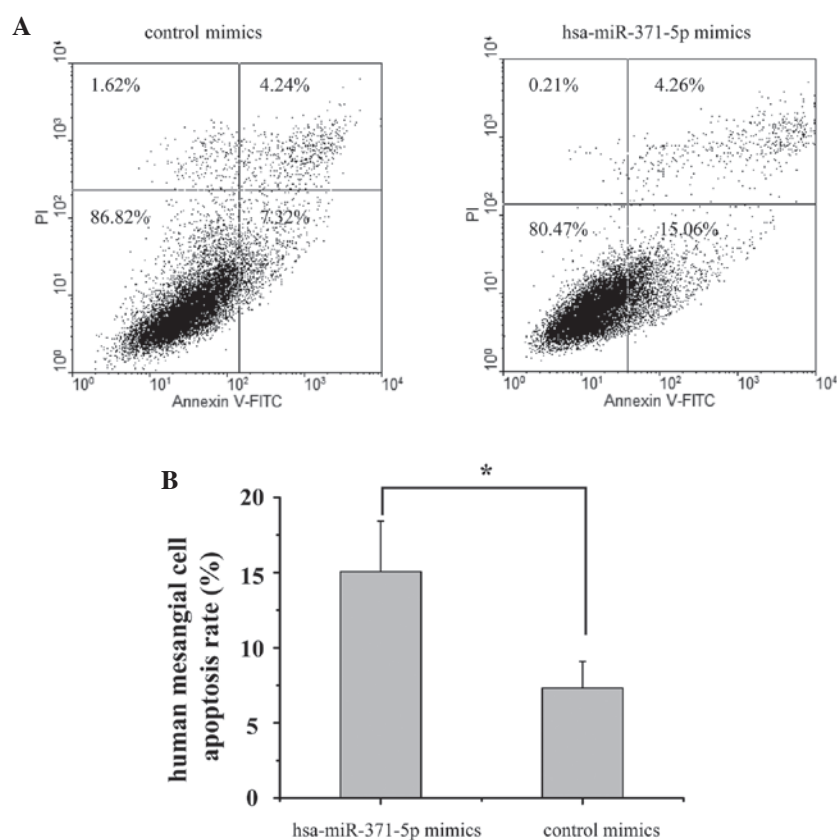 A
control mimics
hsa-miR-371-5p mimics
10⁴
1.62%
4.24%
10³
10²
PI
86.82%
7.32%
10¹
10⁰
10⁰ 10¹ 10² 10³ 10⁴
Annexin V-FITC
10⁴
0.21%
4.26%
10³
10²
PI
80.47%
15.06%
10¹
10⁰
10⁰ 10¹ 10² 10³ 10⁴
Annexin V-FITC
B
*
human mesangial cell
apoptosis rate (%)
20
15
10
5
0
hsa-miR-371-5p mimics
control mimics